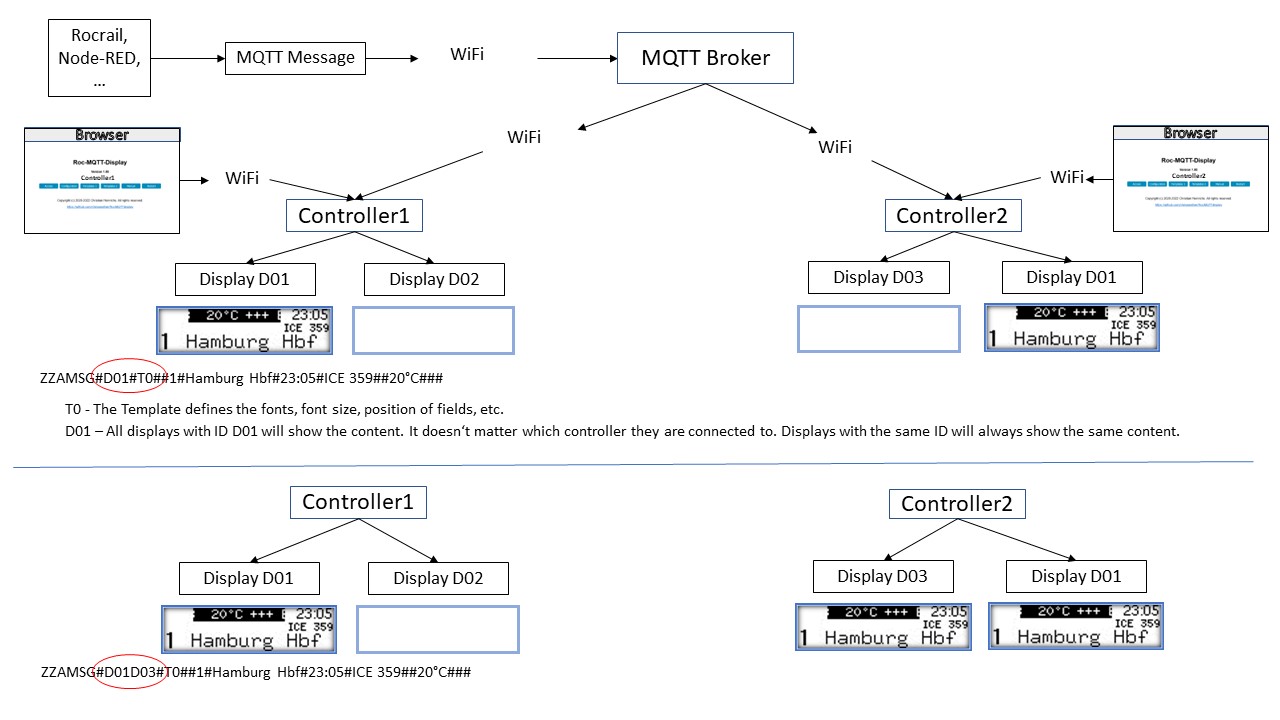 Rocrail,
Node-RED,
...
MQTT Message
WiFi
MQTT Broker
WiFi
WiFi
Browser
Roc-MQTT-Display
Controller1
WiFi
Browser
Roc-MQTT-Display
Controller2
WiFi
Controller1
Controller2
Display D01
Display D02
Display D03
Display D01
20°C +++ 23:05
ICE 359
1 Hamburg Hbf
20°C +++ 23:05
ICE 359
1 Hamburg Hbf
ZZAMSG#D01#T0##1#Hamburg Hbf#23:05#ICE 359##20°C###
T0 - The Template defines the fonts, font size, position of fields, etc.
D01 – All displays with ID D01 will show the content. It doesn‘t matter which controller they are connected to. Displays with the same ID will always show the same content.
Controller1
Controller2
Display D01
Display D02
Display D03
Display D01
20°C +++ 23:05
ICE 359
1 Hamburg Hbf
20°C +++ 23:05
ICE 359
1 Hamburg Hbf
20°C +++ 23:05
ICE 359
1 Hamburg Hbf
ZZAMSG#D01D03#T0##1#Hamburg Hbf#23:05#ICE 359##20°C###